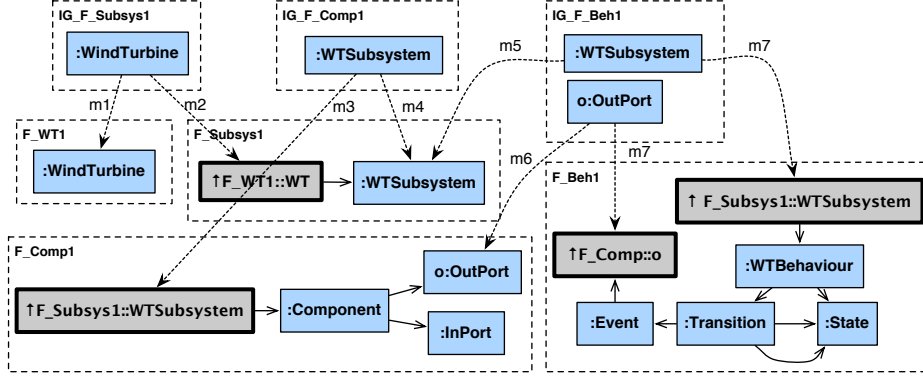 IG_F_Subsys1
:WindTurbine
IG_F_Comp1
:WTSubsystem
IG_F_Beh1
:WTSubsystem
o:OutPort
m1
m2
m3
m4
m5
m7
F_WT1
:WindTurbine
F_Subsys1
↑F_WT1::WT
:WTSubsystem
m6
m7
F_Comp1
↑F_Subsys1::WTSubsystem
:Component
o:OutPort
:InPort
F_Beh1
↑ F_Subsys1::WTSubsystem
↑F_Comp::o
:WTBehaviour
:Event
:Transition
:State